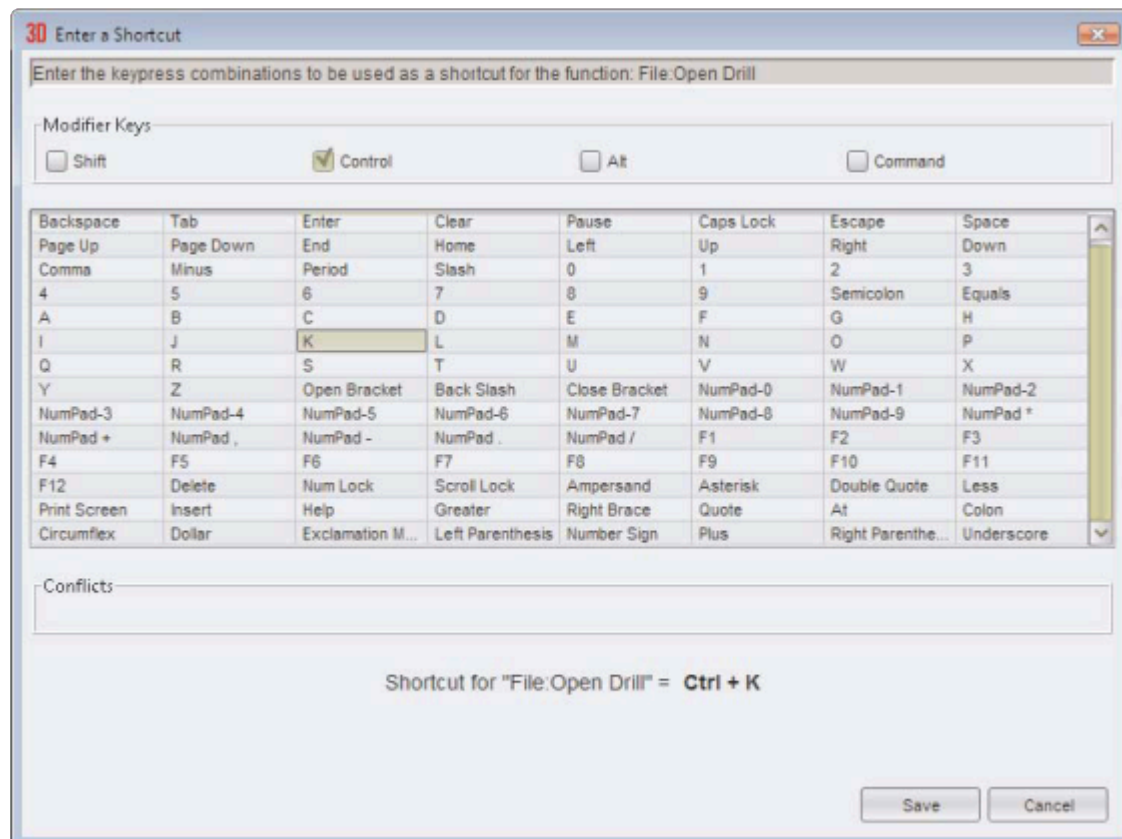 3D Enter a Shortcut
Enter the keypress combinations to be used as a shortcut for the function: File:Open Drill
Modifier Keys
Shift Control Alt Command
Backspace Tab Enter Clear Pause Caps Lock Escape Space
Page Up Page Down End Home Left Up Right Down
Comma Minus Period Slash 0 1 2 3
4 5 6 7 8 9 Semicolon Equals
A B C D E F G H
I J K L M N O P
Q R S T U V W X
Y Z Open Bracket Back Slash Close Bracket NumPad-0 NumPad-1 NumPad-2
NumPad-3 NumPad-4 NumPad-5 NumPad-6 NumPad-7 NumPad-8 NumPad-9 NumPad *
NumPad + NumPad , NumPad - NumPad . NumPad / F1 F2 F3
F4 F5 F6 F7 F8 F9 F10 F11
F12 Delete Num Lock Scroll Lock Ampersand Asterisk Double Quote Less
Print Screen Insert Help Greater Right Brace Quote At Colon
Circumflex Dollar Exclamation M... Left Parenthesis Number Sign Plus Right Parenthe... Underscore
Conflicts
Shortcut for "File:Open Drill" = Ctrl + K
Save Cancel